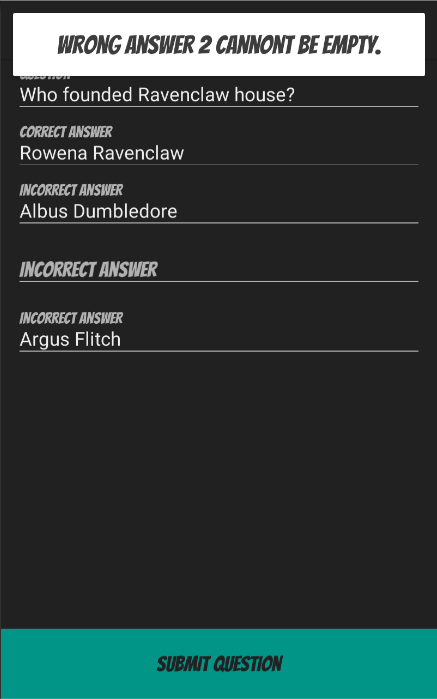 WRONG ANSWER 2 CANNONT BE EMPTY.
QUESTION
Who founded Ravenclaw house?
CORRECT ANSWER
Rowena Ravenclaw
INCORRECT ANSWER
Albus Dumbledore
INCORRECT ANSWER
INCORRECT ANSWER
Argus Flitch
SUBMIT QUESTION